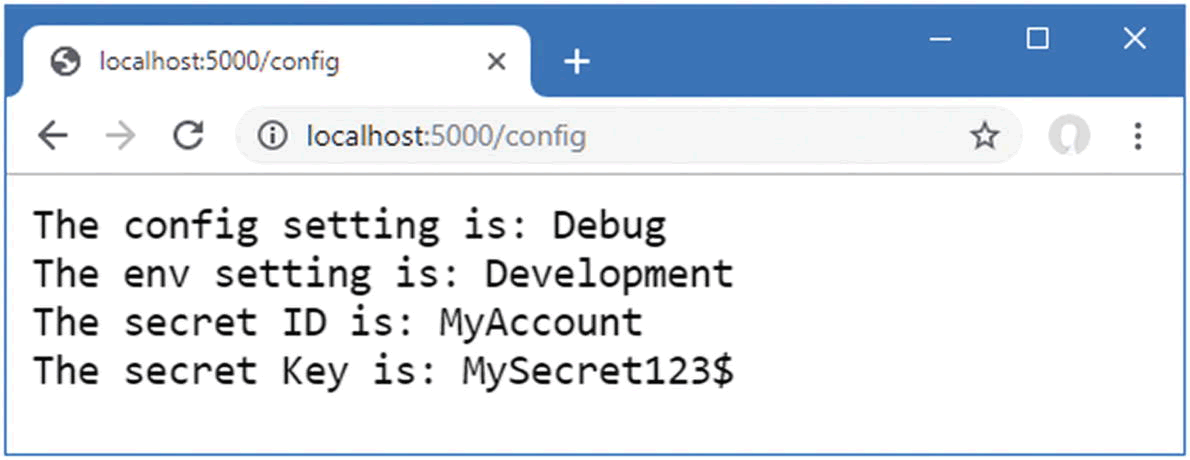 localhost:5000/config
localhost:5000/config
The config setting is: Debug
The env setting is: Development
The secret ID is: MyAccount
The secret Key is: MySecret123$